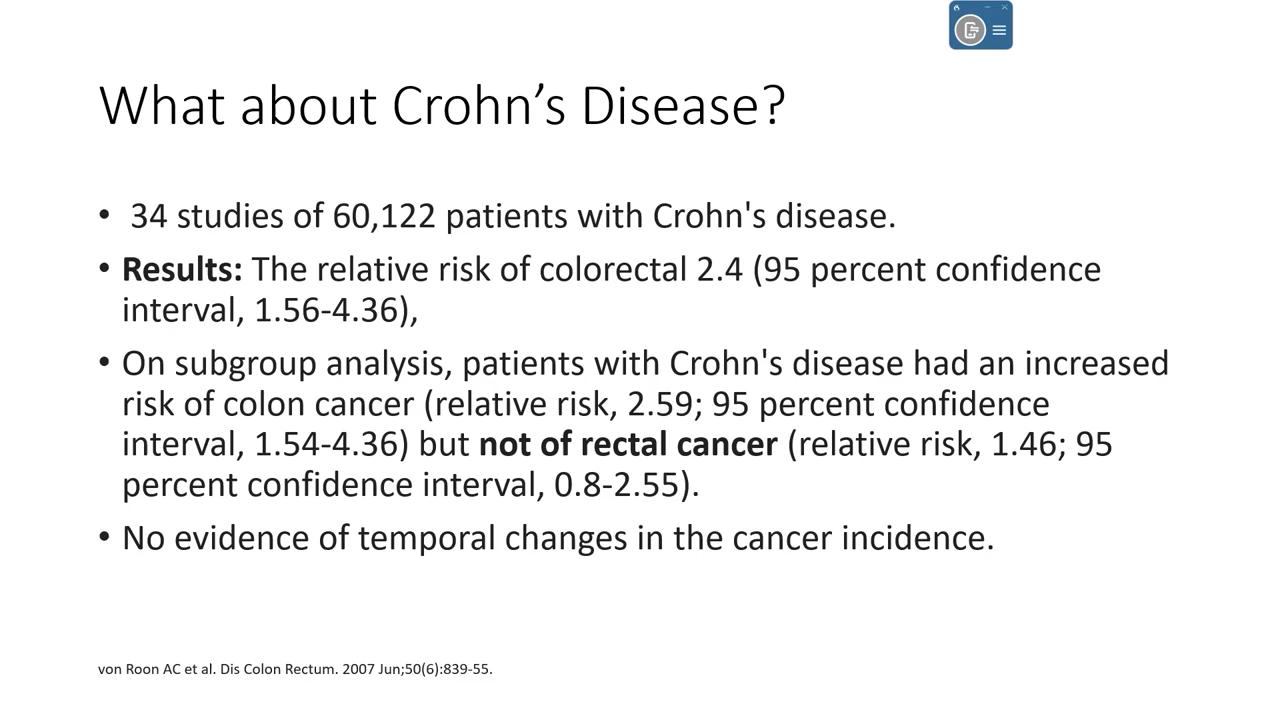 What about Crohn’s Disease?
• 34 studies of 60,122 patients with Crohn's disease.
• Results: The relative risk of colorectal 2.4 (95 percent confidence
interval, 1.56-4.36),
• On subgroup analysis, patients with Crohn's disease had an increased
risk of colon cancer (relative risk, 2.59; 95 percent confidence
interval, 1.54-4.36) but not of rectal cancer (relative risk, 1.46; 95
percent confidence interval, 0.8-2.55).
• No evidence of temporal changes in the cancer incidence.
von Roon AC et al. Dis Colon Rectum. 2007 Jun;50(6):839-55.